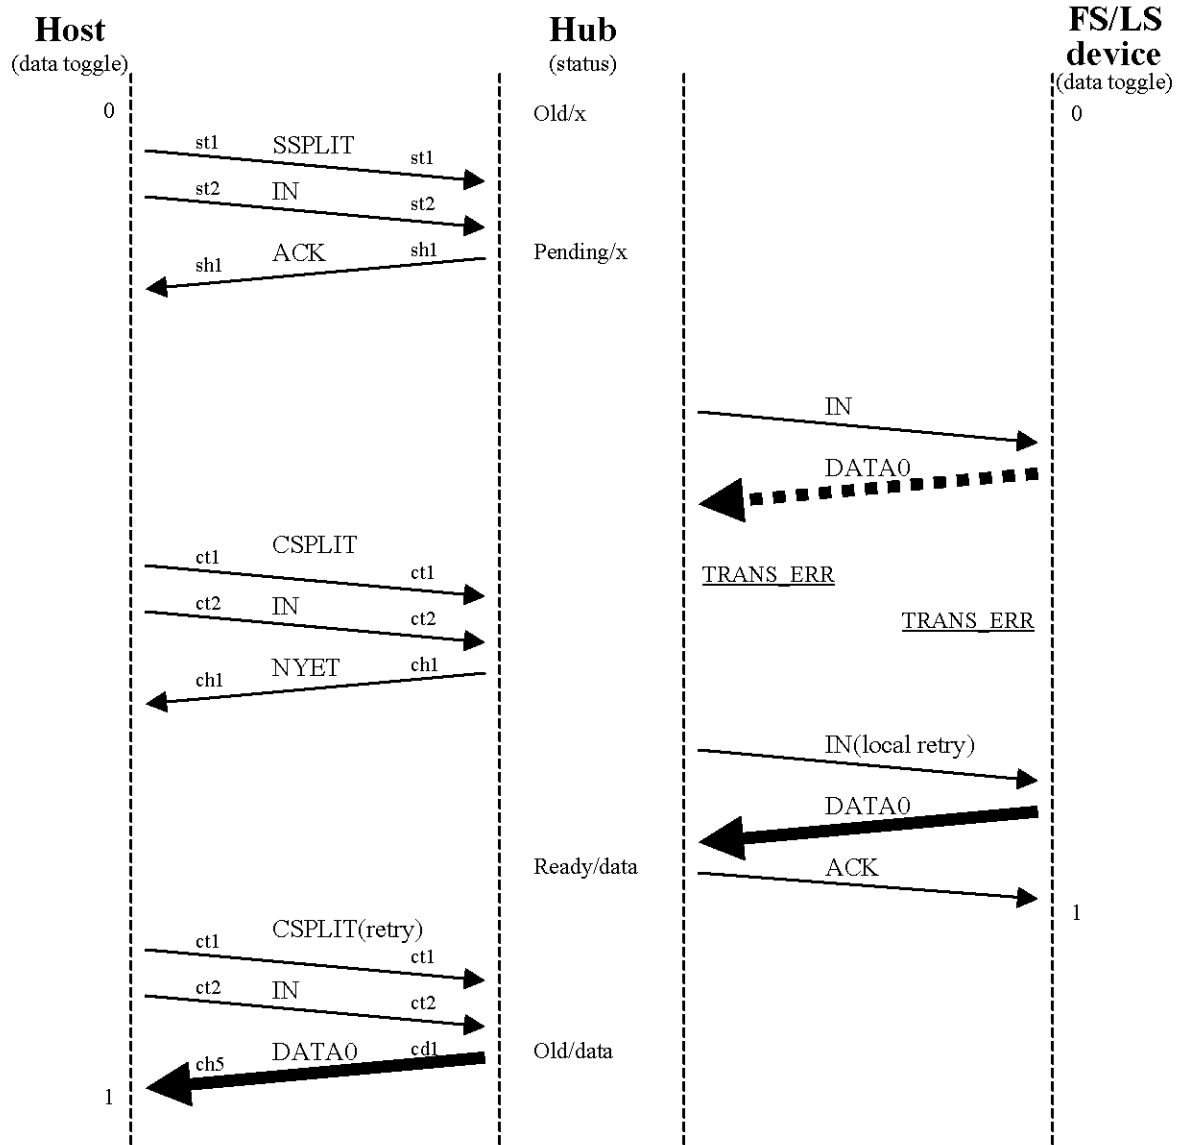 Host
(data toggle)
Hub
(status)
FS/LS
device
(data toggle)
0
Old/x
0
st1 SSPLIT st1
st2 IN st2
sh1 ACK sh1
Pending/x
IN
DATA0
ct1 CSPLIT ct1
TRANS_ERR
ct2 IN ct2
TRANS_ERR
ch1 NYET ch1
IN(local retry)
DATA0
Ready/data
ACK
1
ct1 CSPLIT(retry) ct1
ct2 IN ct2
ch5 DATA0 cd1
Old/data
1